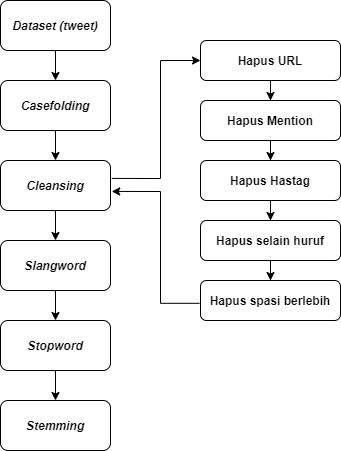 Dataset (tweet)
Casefolding
Cleansing
Slangword
Stopword
Stemming
Hapus URL
Hapus Mention
Hapus Hastag
Hapus selain huruf
Hapus spasi berlebih